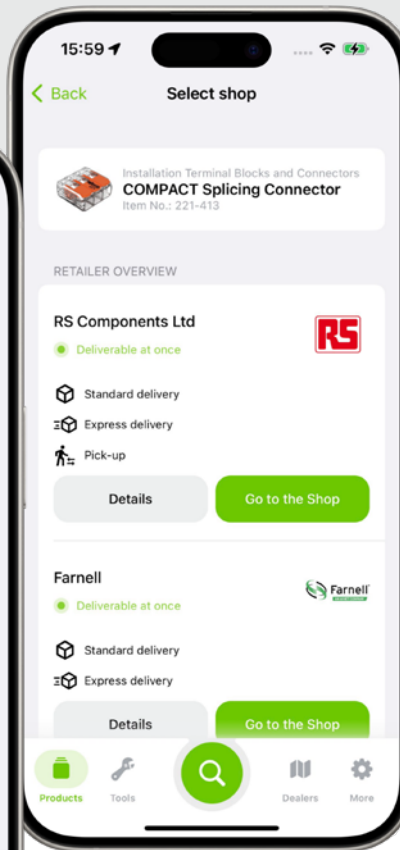 15:59
Back
Select shop
Installation Terminal Blocks and Connectors
COMPACT Splicing Connector
Item No.: 221-413
RETAILER OVERVIEW
RS Components Ltd
RS
Deliverable at once
Standard delivery
Express delivery
Pick-up
Details
Go to the Shop
Farnell
Farnell
Deliverable at once
Standard delivery
Express delivery
Details
Go to the Shop
Products
Tools
Dealers
More